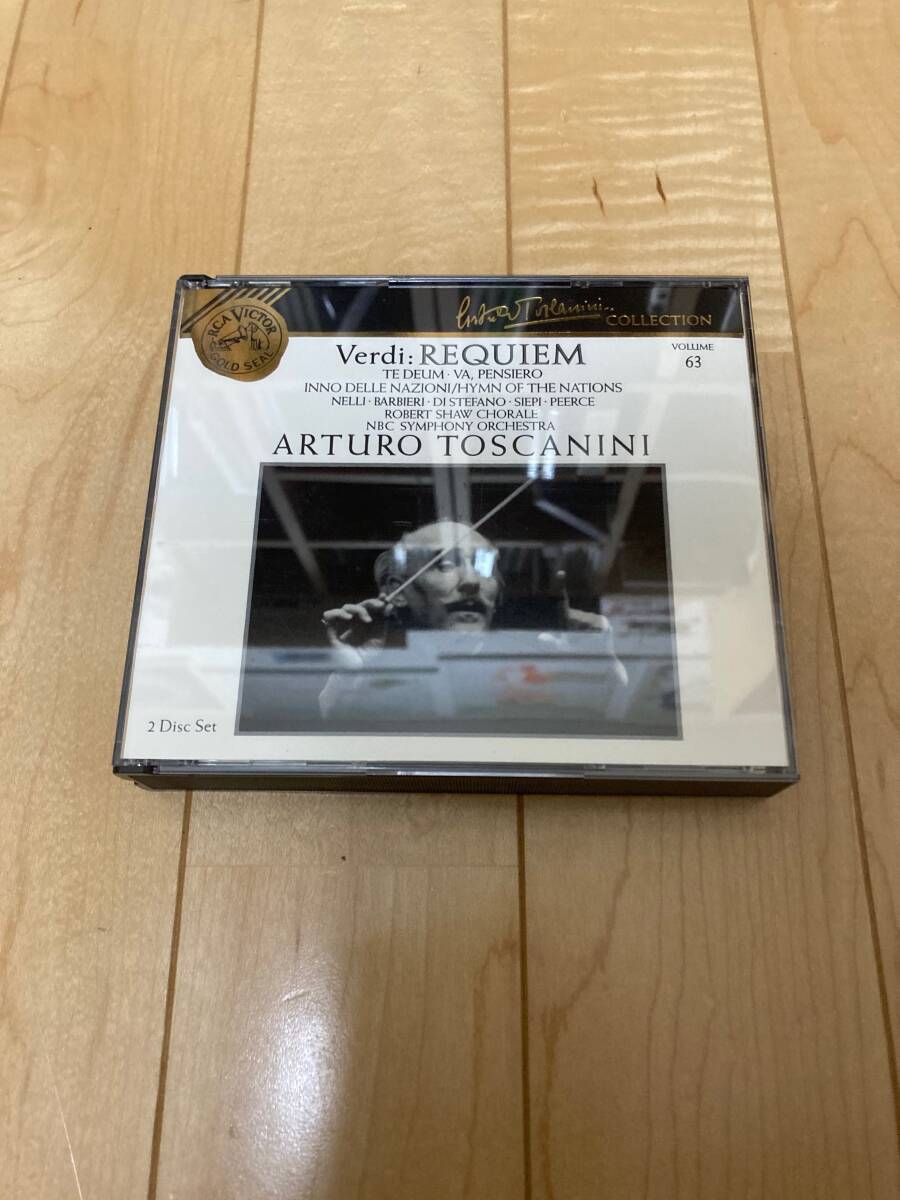 RCA VICTOR
GOLD SEAL
Arturo Toscanini
COLLECTION
Verdi: REQUIEM
VOLUME
63
TE DEUM · VA, PENSIERO
INNO DELLE NAZIONI/HYMN OF THE NATIONS
NELLI · BARBIERI · DI STEFANO · SIEPI · PEERCE
ROBERT SHAW CHORALE
NBC SYMPHONY ORCHESTRA
ARTURO TOSCANINI
2 Disc Set